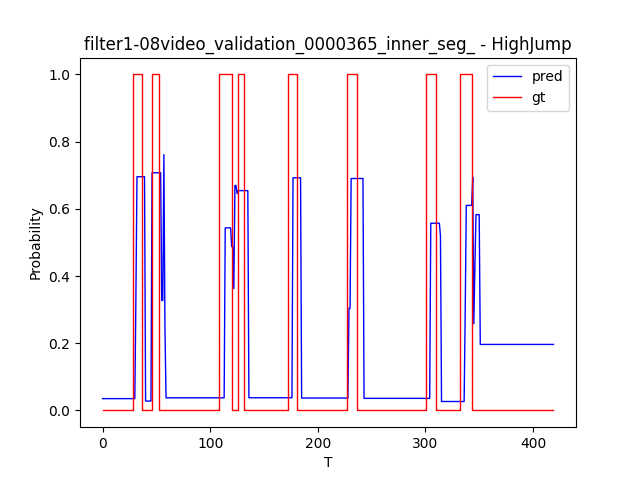 filter1-08video_validation_0000365_inner_seg_ - HighJump
pred
gt
1.0
0.8
0.6
0.4
0.2
0.0
Probability
0
100
200
300
400
T